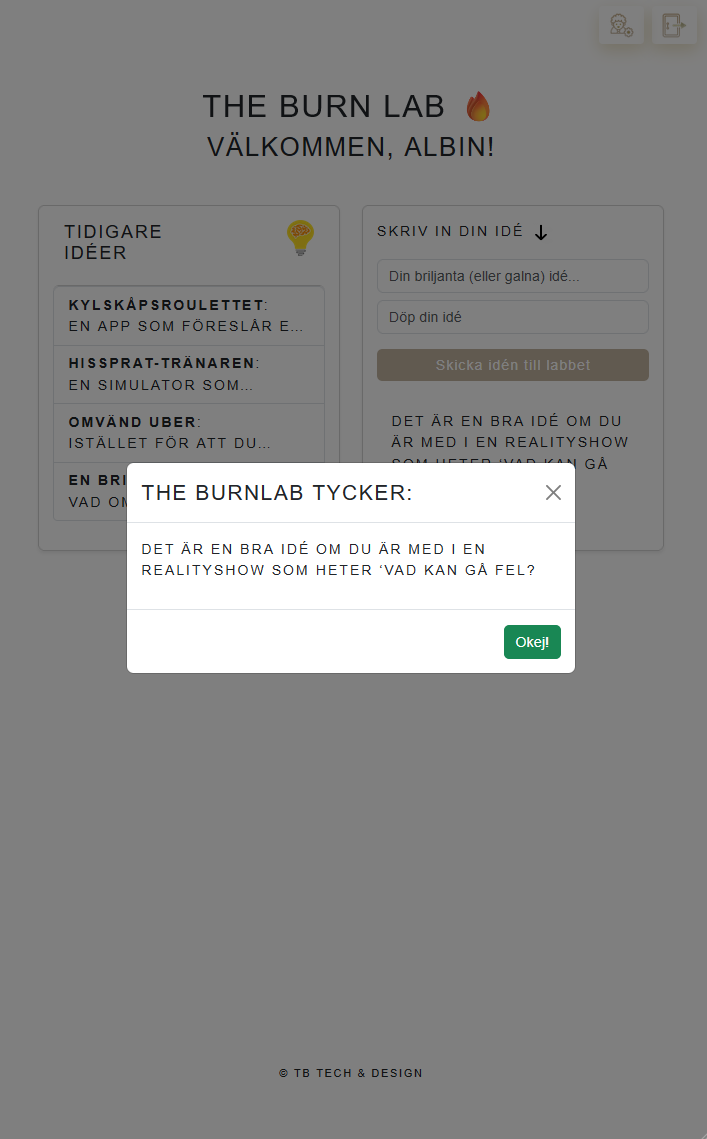 THE BURN LAB
VÄLKOMMEN, ALBIN!
TIDIGARE
IDÉER
KYLSKÅPSROULETTET:
EN APP SOM FÖRESLÅR E...
HISSPRAT-TRÄNAREN:
EN SIMULATOR SOM...
OMVÄND UBER:
ISTÄLLET FÖR ATT DU...
EN BRI
VAD OM
SKRIV IN DIN IDÉ ↓
Din briljanta (eller galna) idé...
Döp din idé
Skicka idén till labbet
DET ÄR EN BRA IDÉ OM DU
ÄR MED I EN REALITYSHOW
SOM HETER ‘VAD KAN GÅ
THE BURNLAB TYCKER:
DET ÄR EN BRA IDÉ OM DU ÄR MED I EN
REALITYSHOW SOM HETER ‘VAD KAN GÅ FEL?
Okej!
© TB TECH & DESIGN